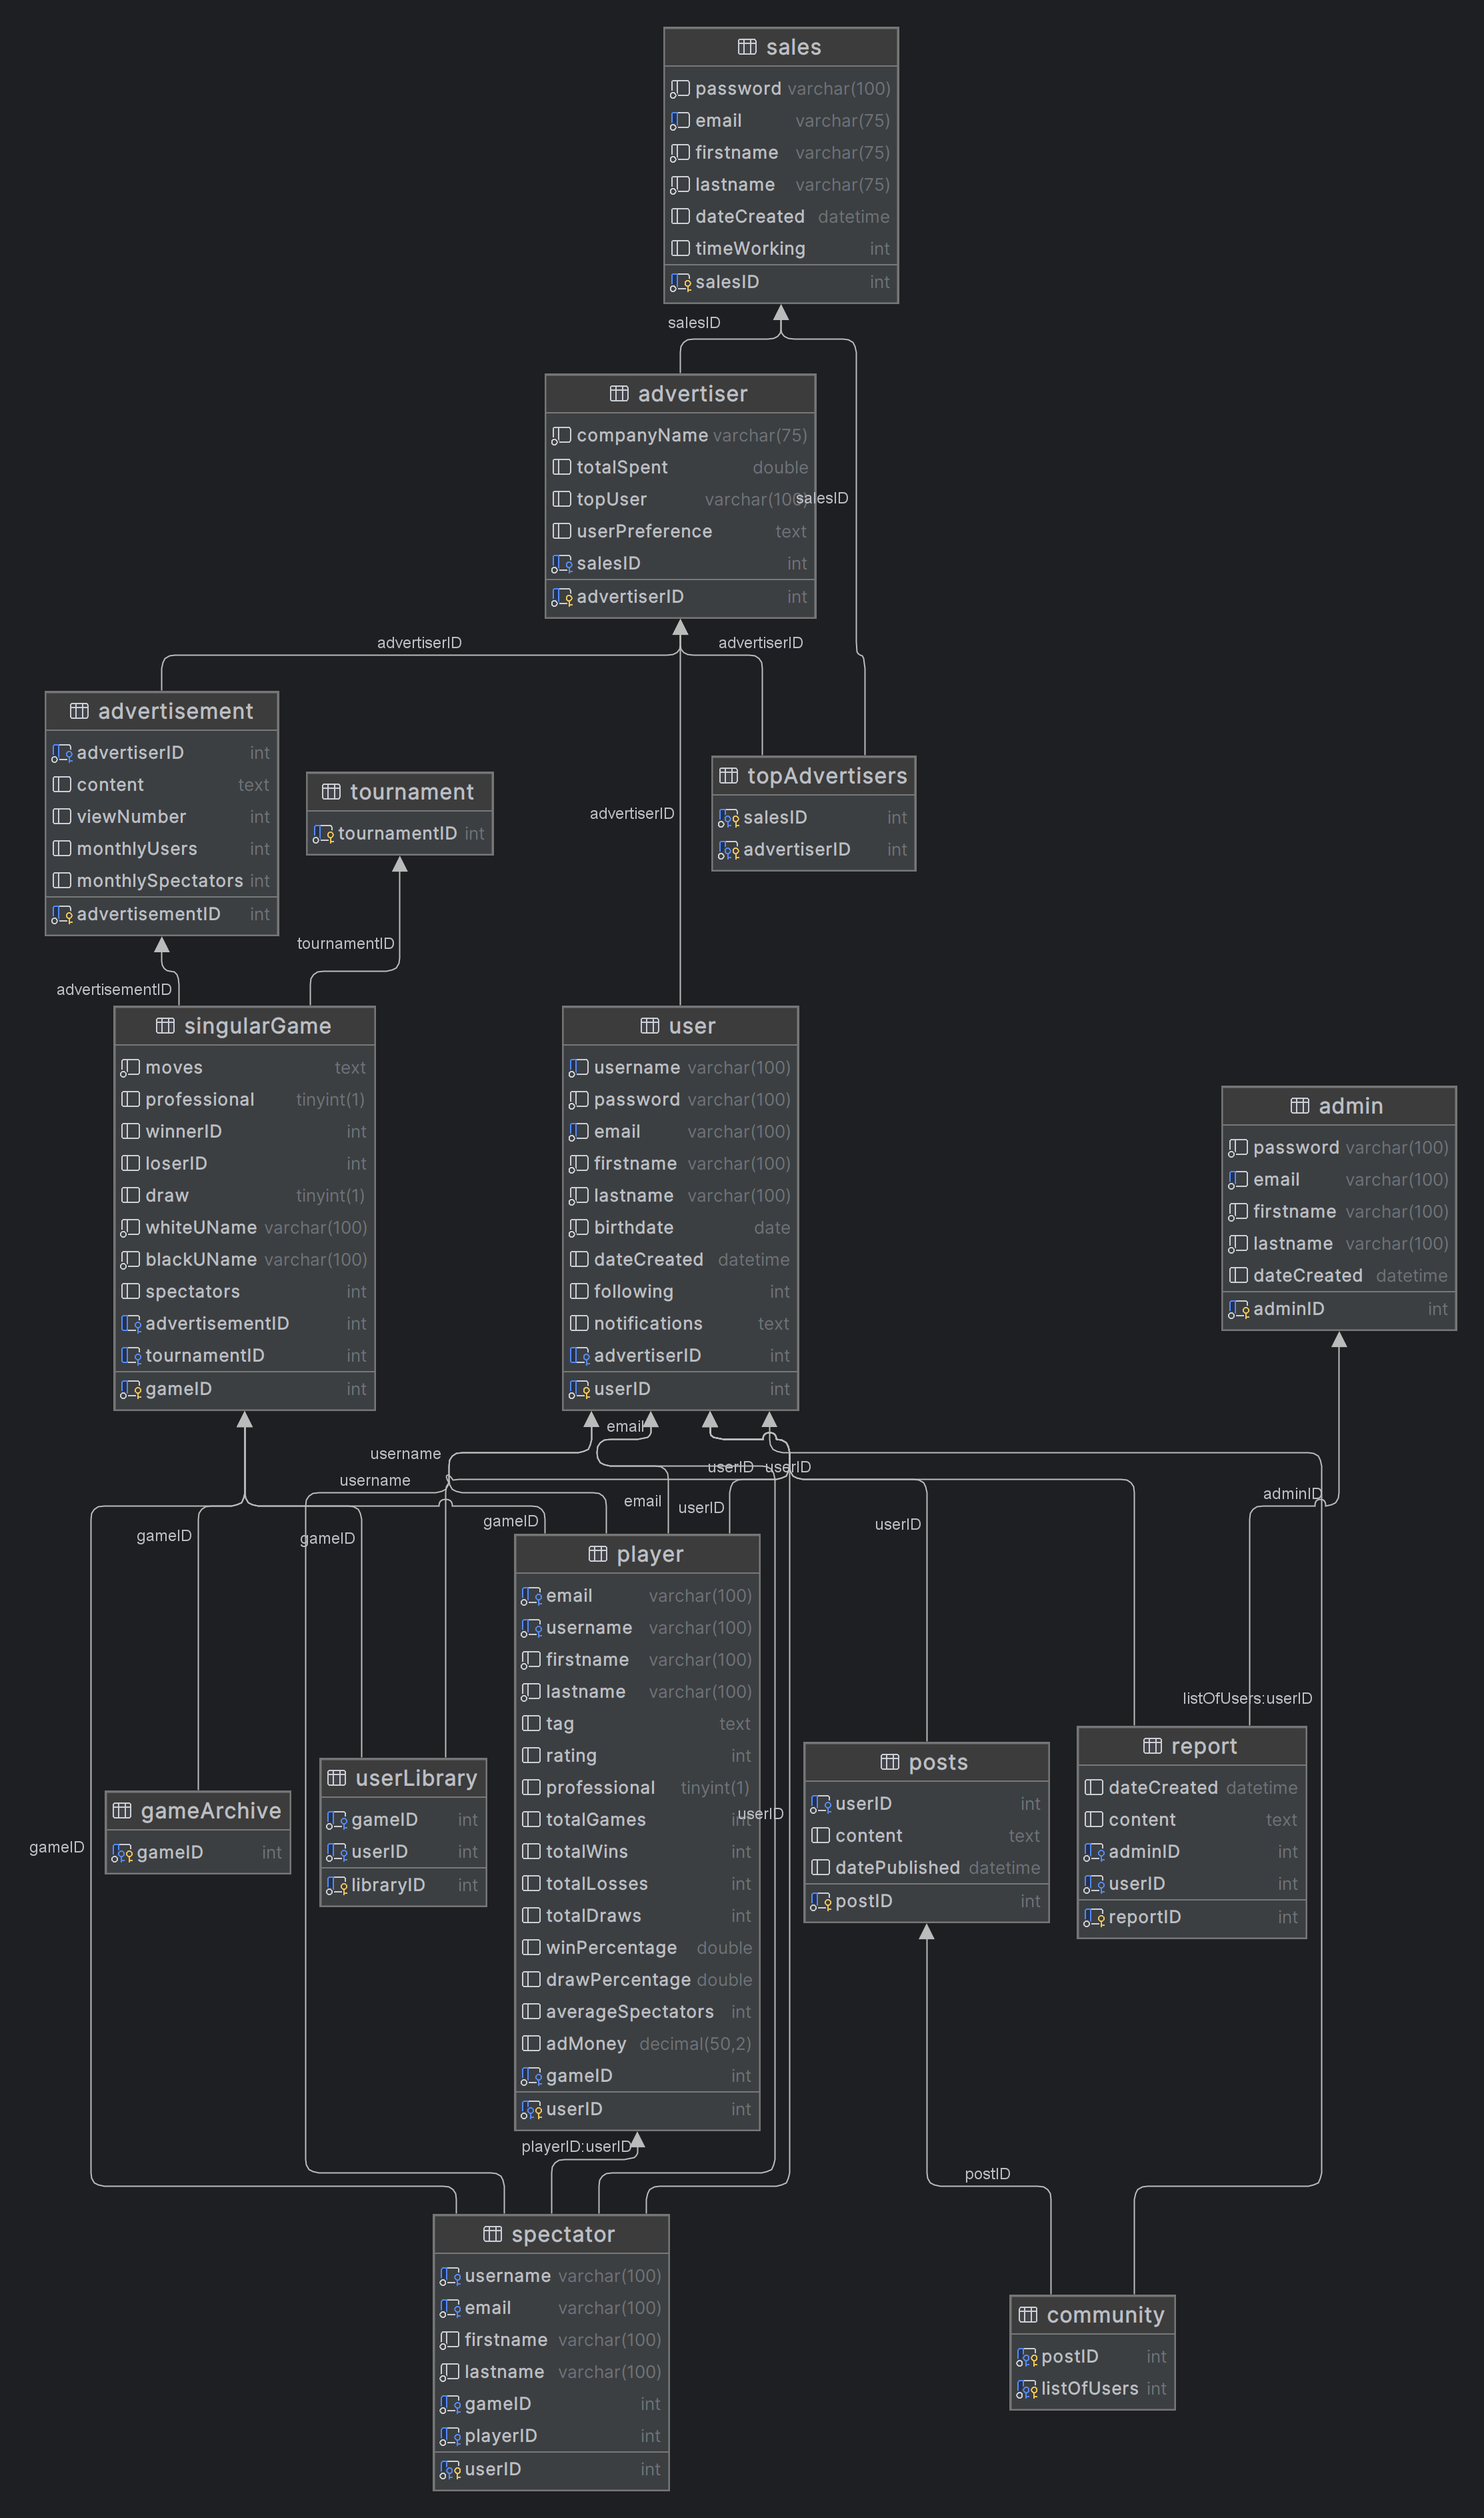 sales
password varchar(100)
email varchar(75)
firstname varchar(75)
lastname varchar(75)
dateCreated datetime
timeWorking int
salesID int
salesID
advertiser
companyName varchar(75)
totalSpent double
topUser varchar(100)
salesID
userPreference text
salesID int
advertiserID int
advertiserID
advertiserID
advertisement
advertiserID int
content text
viewNumber int
monthlyUsers int
monthlySpectators int
advertisementID int
tournament
tournamentID int
topAdvertisers
salesID int
advertiserID int
advertiserID
tournamentID
advertisementID
singularGame
moves text
professional tinyint(1)
winnerID int
loserID int
draw tinyint(1)
whiteUName varchar(100)
blackUName varchar(100)
spectators int
advertisementID int
tournamentID int
gameID int
user
username varchar(100)
password varchar(100)
email varchar(100)
firstname varchar(100)
lastname varchar(100)
birthdate date
dateCreated datetime
following int
notifications text
advertiserID int
userID int
admin
password varchar(100)
email varchar(100)
firstname varchar(100)
lastname varchar(100)
dateCreated datetime
adminID int
email
username
userID
userID
username
adminID
email
userID
gameID
userID
gameID
gameID
player
email varchar(100)
username varchar(100)
firstname varchar(100)
lastname varchar(100)
tag text
rating int
professional tinyint(1)
totalGames int
totalWins int
totalLosses int
totalDraws int
winPercentage double
drawPercentage double
averageSpectators int
adMoney decimal(50,2)
gameID int
userID int
userID
listOfUsers:userID
gameArchive
gameID int
gameID
userLibrary
gameID int
userID int
libraryID int
posts
userID int
content text
datePublished datetime
postID int
report
dateCreated datetime
content text
adminID int
userID int
reportID int
playerID:userID
postID
spectator
username varchar(100)
email varchar(100)
firstname varchar(100)
lastname varchar(100)
gameID int
playerID int
userID int
community
postID int
listOfUsers int